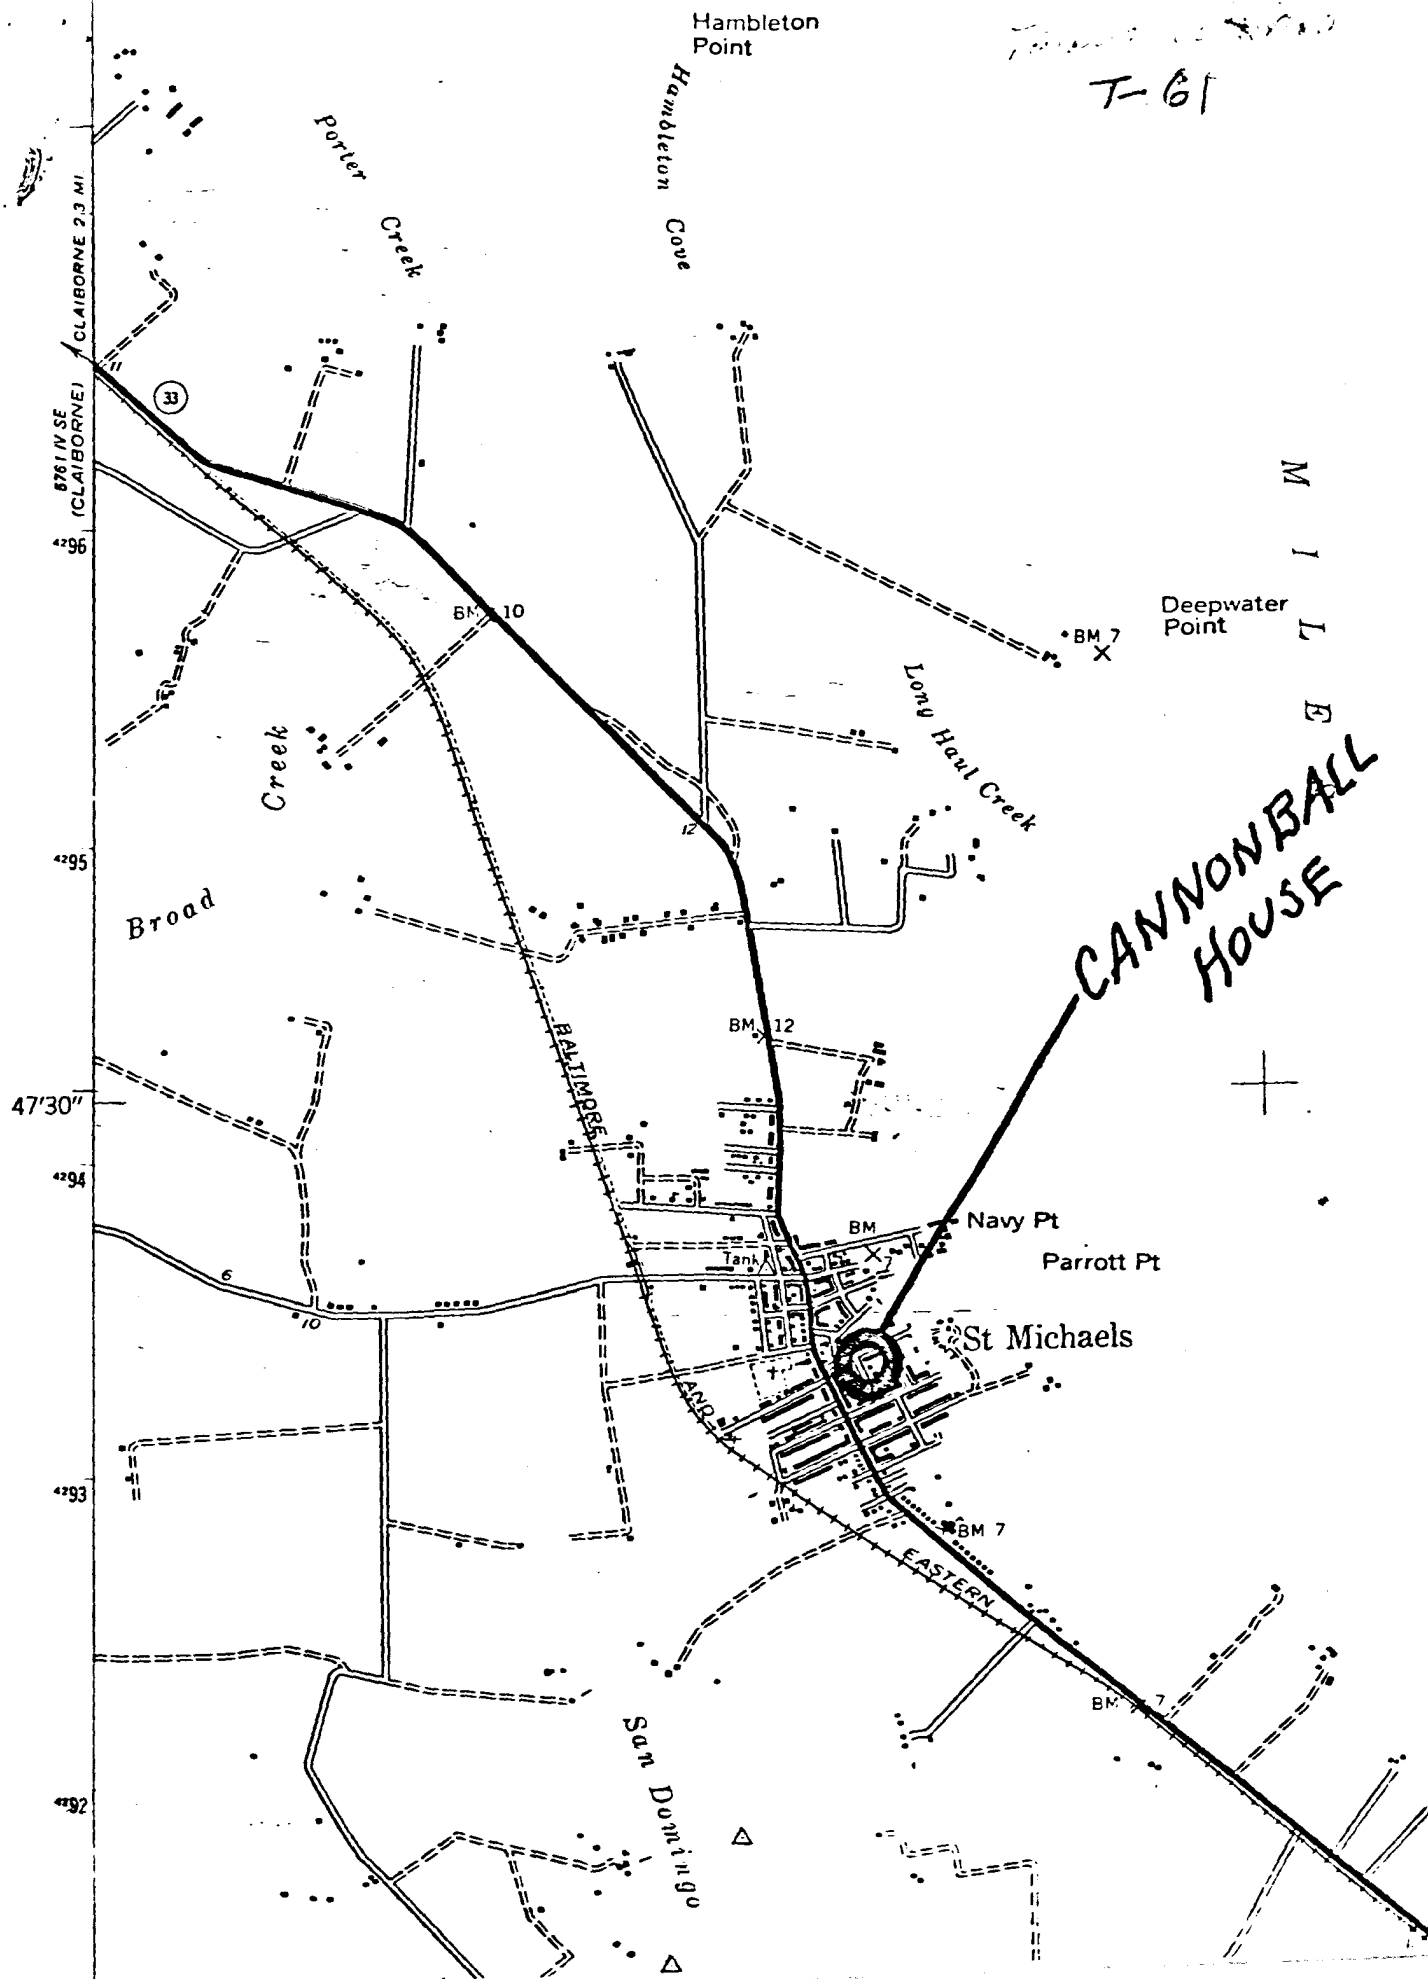 Hambleton
Point
T-61
Porter
Creek
Hambleton Cove
CLAIBORNE 2.3 MI
5761 IV SE
(CLAIBORNE)
33
4296
M I L E
BM 10
Deepwater
Point
BM 7
Long Haul Creek
Creek
12
4295
Broad
CANNONBALL
HOUSE
BM 12
BALTIMORE
47'30"
4294
Navy Pt
BM
7
Tank
Parrott Pt
6
10
St Michaels
AND
4293
BM 7
EASTERN
BM 7
San Domingo
4292